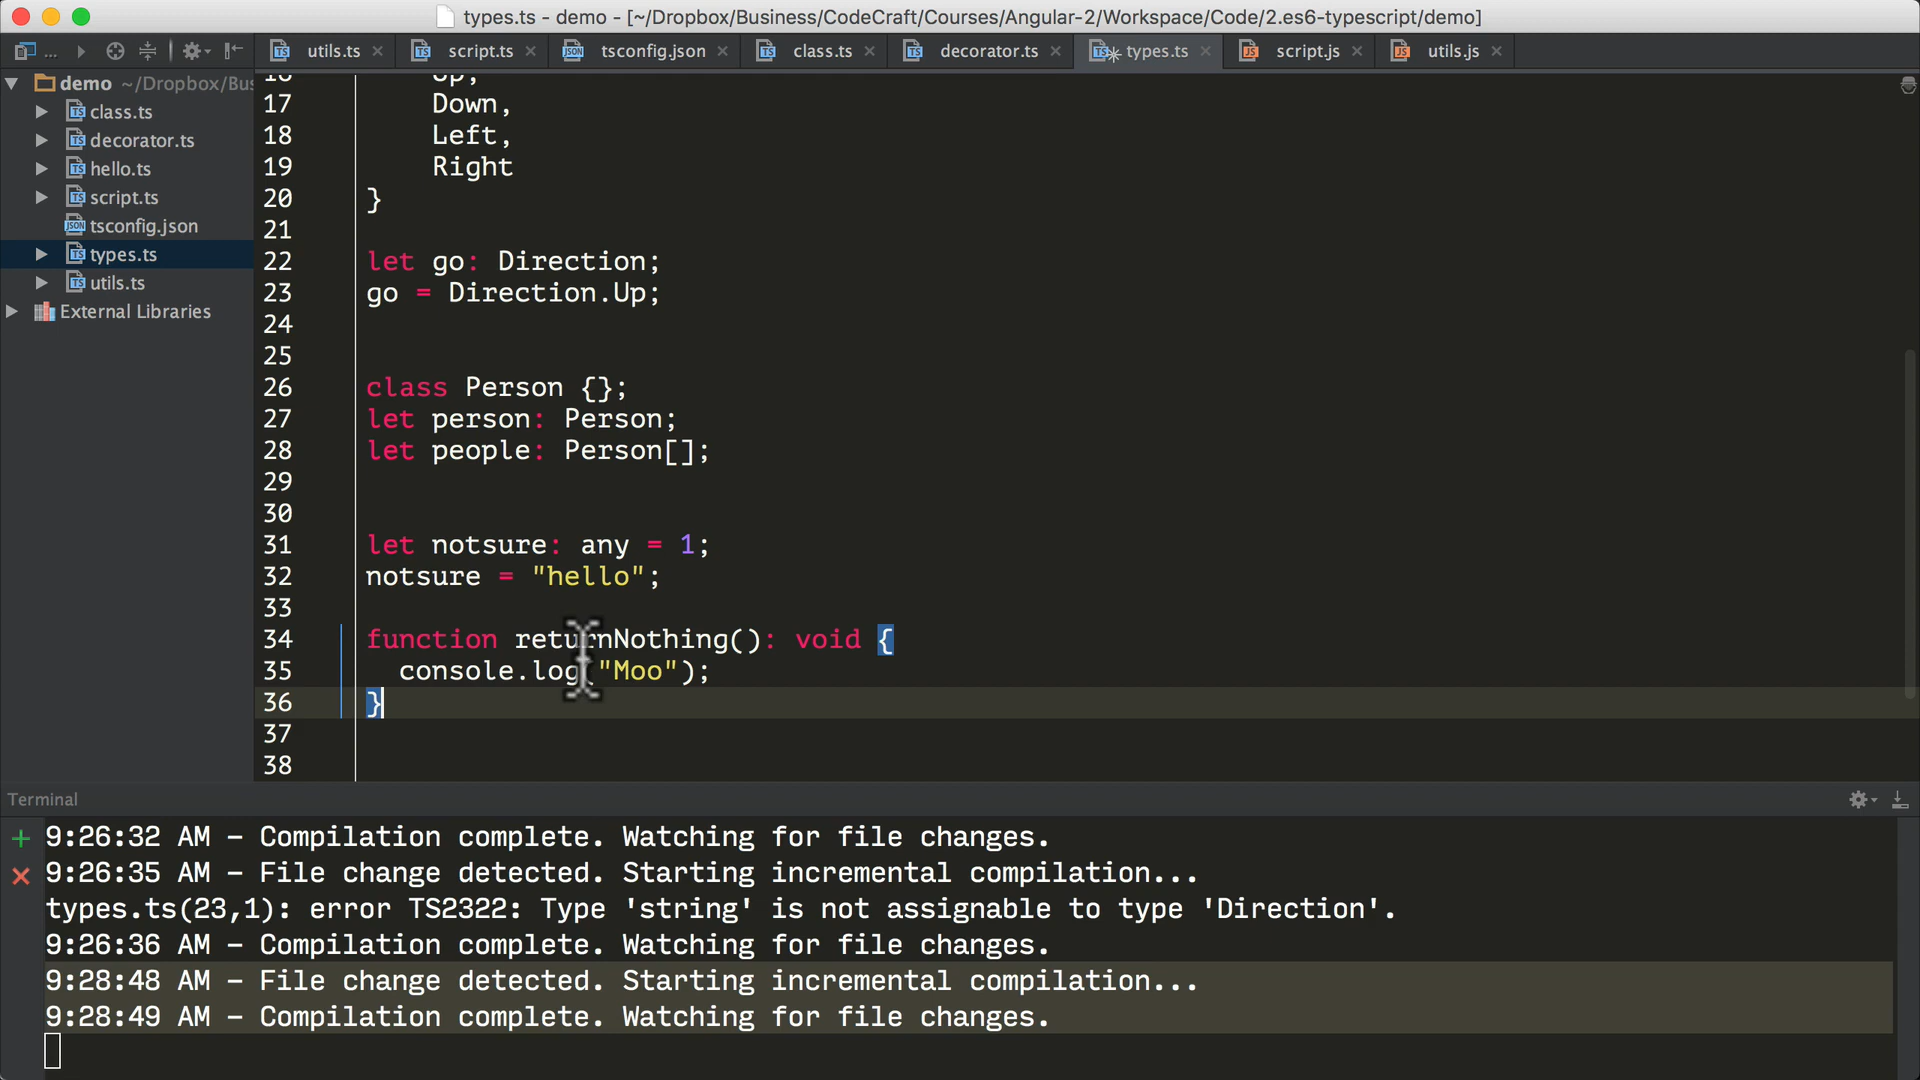 types.ts - demo - [~/Dropbox/Business/CodeCraft/Courses/Angular-2/Workspace/Code/2.es6-typescript/demo]
... utils.ts script.ts tsconfig.json class.ts decorator.ts types.ts script.js utils.js
demo ~/Dropbox/Bus
class.ts
decorator.ts
hello.ts
script.ts
tsconfig.json
types.ts
utils.ts
External Libraries
16 Up,
17 Down,
18 Left,
19 Right
20 }
21
22 let go: Direction;
23 go = Direction.Up;
24
25
26 class Person {};
27 let person: Person;
28 let people: Person[];
29
30
31 let notsure: any = 1;
32 notsure = "hello";
33
34 function returnNothing(): void {
35 console.log("Moo");
36 }
37
38
Terminal
9:26:32 AM – Compilation complete. Watching for file changes.
9:26:35 AM – File change detected. Starting incremental compilation...
types.ts(23,1): error TS2322: Type 'string' is not assignable to type 'Direction'.
9:26:36 AM – Compilation complete. Watching for file changes.
9:28:48 AM – File change detected. Starting incremental compilation...
9:28:49 AM – Compilation complete. Watching for file changes.